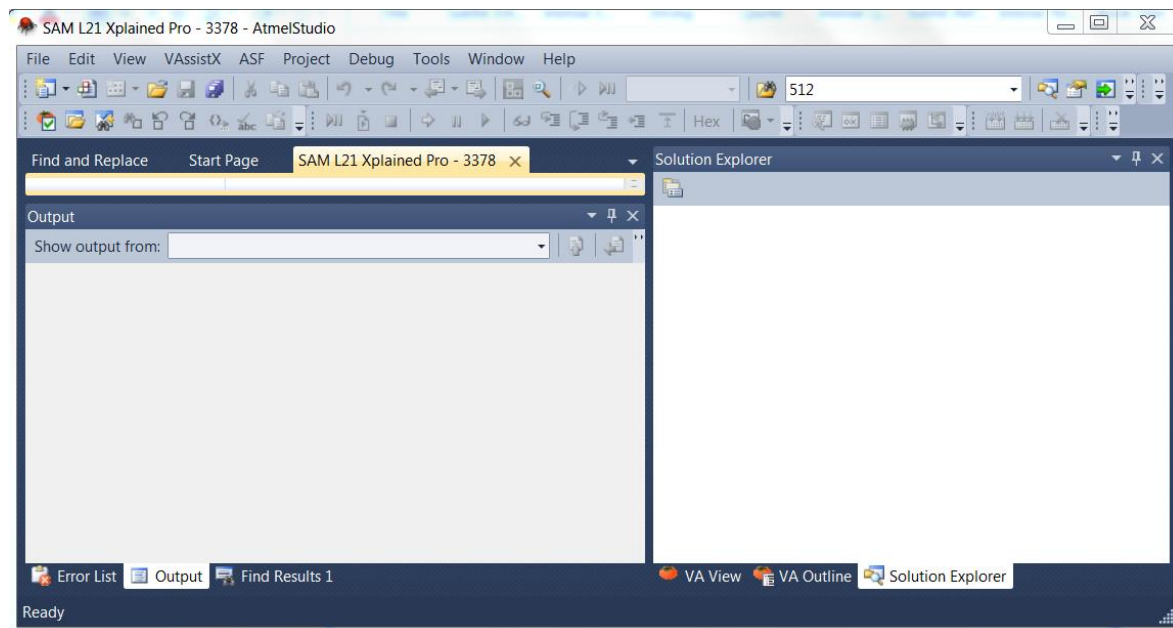 SAM L21 Xplained Pro - 3378 - AtmelStudio
File Edit View VAssistX ASF Project Debug Tools Window Help
512
Hex
Find and Replace Start Page SAM L21 Xplained Pro - 3378
Solution Explorer
Output
Show output from:
Error List Output Find Results 1
VA View VA Outline Solution Explorer
Ready